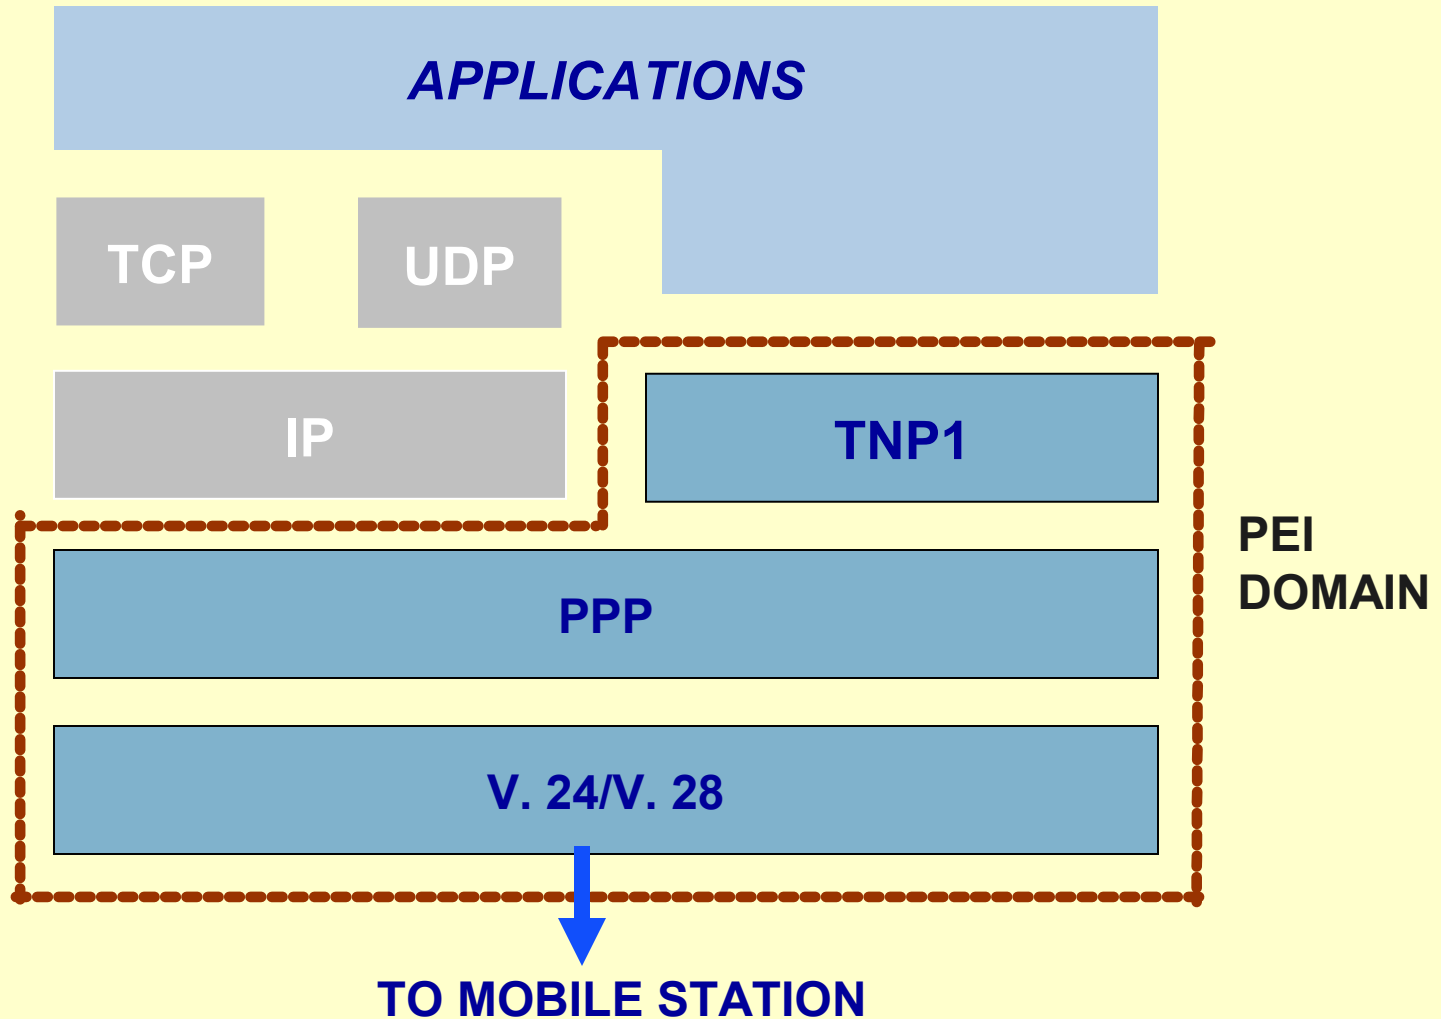 APPLICATIONS
TCP
UDP
IP
TNP1
PEI
DOMAIN
PPP
V. 24/V. 28
TO MOBILE STATION